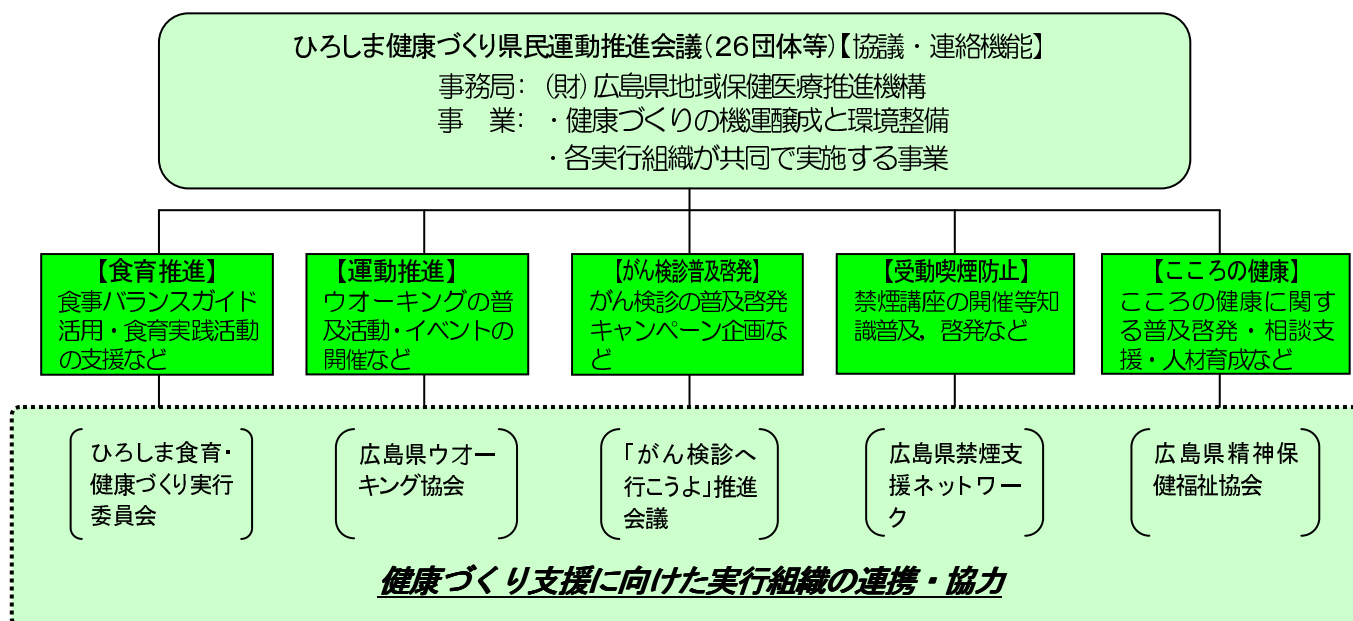 ひろしま健康づくり県民運動推進会議（26団体等）【協議・連絡機能】
事務局：（財）広島県地域保健医療推進機構
事　業：・健康づくりの機運醸成と環境整備
・各実行組織が共同で実施する事業
【食育推進】
食事バランスガイド
活用・食育実践活動
の支援など
【運動推進】
ウオーキングの普
及活動・イベントの
開催など
【がん検診普及啓発】
がん検診の普及啓発
キャンペーン企画な
ど
【受動喫煙防止】
禁煙講座の開催等知
識普及，啓発など
【こころの健康】
こころの健康に関す
る普及啓発・相談支
援・人材育成など
ひろしま食育・
健康づくり実行
委員会
広島県ウオー
キング協会
「がん検診へ
行こうよ」推進
会議
広島県禁煙支
援ネットワー
ク
広島県精神保
健福祉協会
健康づくり支援に向けた実行組織の連携・協力